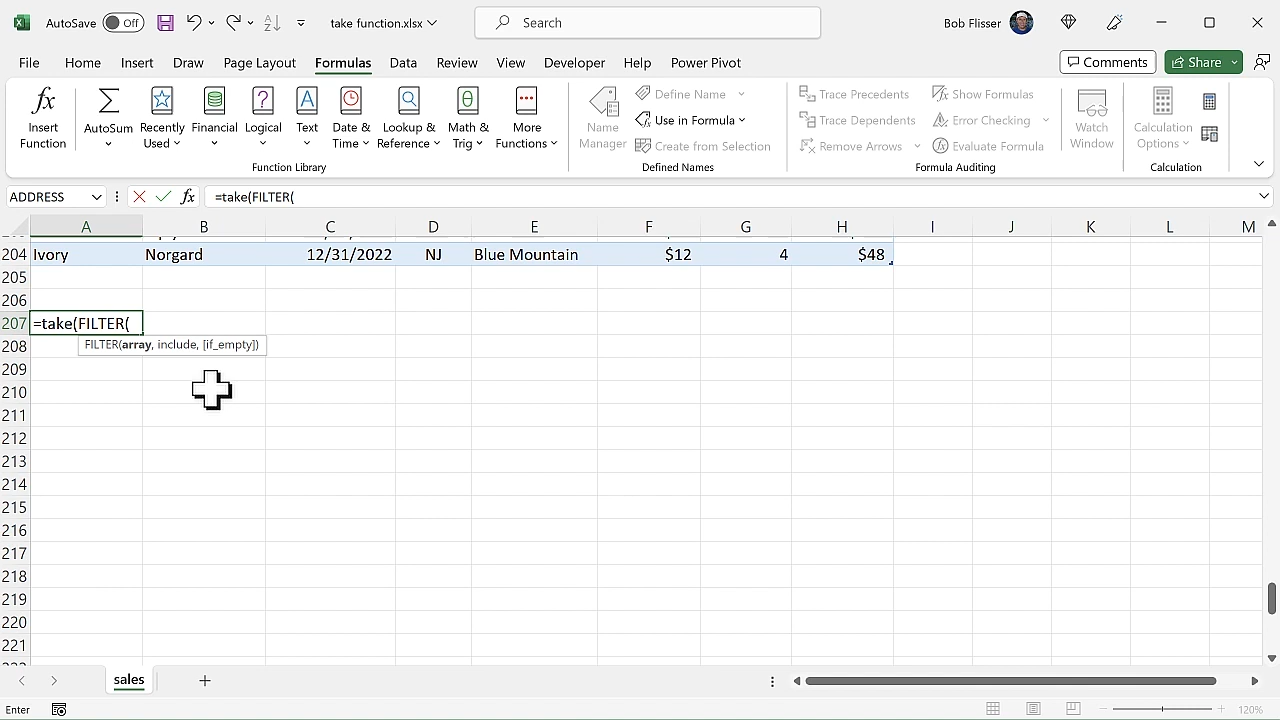 AutoSave Off take function.xlsx Search Bob Flisser
File Home Insert Draw Page Layout Formulas Data Review View Developer Help Power Pivot Comments Share
Insert Function
AutoSum
Recently Used
Financial
Logical
Text
Date & Time
Lookup & Reference
Math & Trig
More Functions
Function Library
Name Manager
Define Name
Use in Formula
Create from Selection
Defined Names
Trace Precedents
Trace Dependents
Remove Arrows
Show Formulas
Error Checking
Evaluate Formula
Formula Auditing
Watch Window
Calculation Options
Calculation
ADDRESS fx =take(FILTER(
A B C D E F G H I J K L M
204 Ivory Norgard 12/31/2022 NJ Blue Mountain $12 4 $48
205
206
207 =take(FILTER(
FILTER(array, include, [if_empty])
208
209
210
211
212
213
214
215
216
217
218
219
220
221
sales
Enter 120%